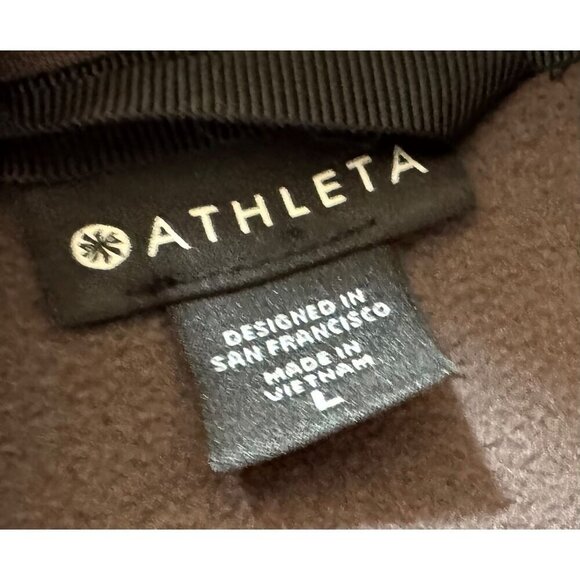 ATHLETA
DESIGNED IN
SAN FRANCISCO
MADE IN
VIETNAM
L